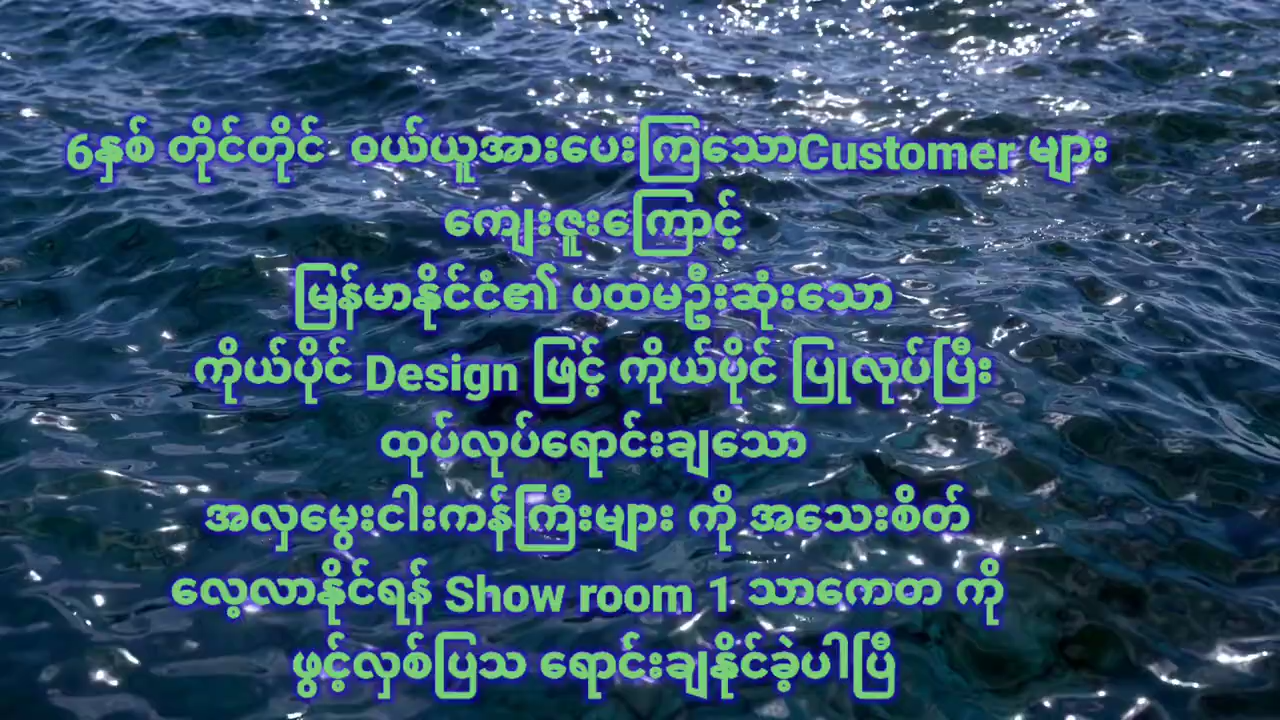 6နှစ် တိုင်တိုင် ဝယ်ယူအားပေးကြသောCustomer များ
ကျေးဇူးကြောင့်
မြန်မာနိုင်ငံ၏ ပထမဦးဆုံးသော
ကိုယ်ပိုင် Design ဖြင့် ကိုယ်ပိုင် ပြုလုပ်ပြီး
ထုပ်လုပ်ရောင်းချသော
အလှမွေးငါးကန်ကြီးများ ကို အသေးစိတ်
လေ့လာနိုင်ရန် Show room 1 သာကေတ ကို
ဖွင့်လှစ်ပြသ ရောင်းချနိုင်ခဲ့ပါပြီ